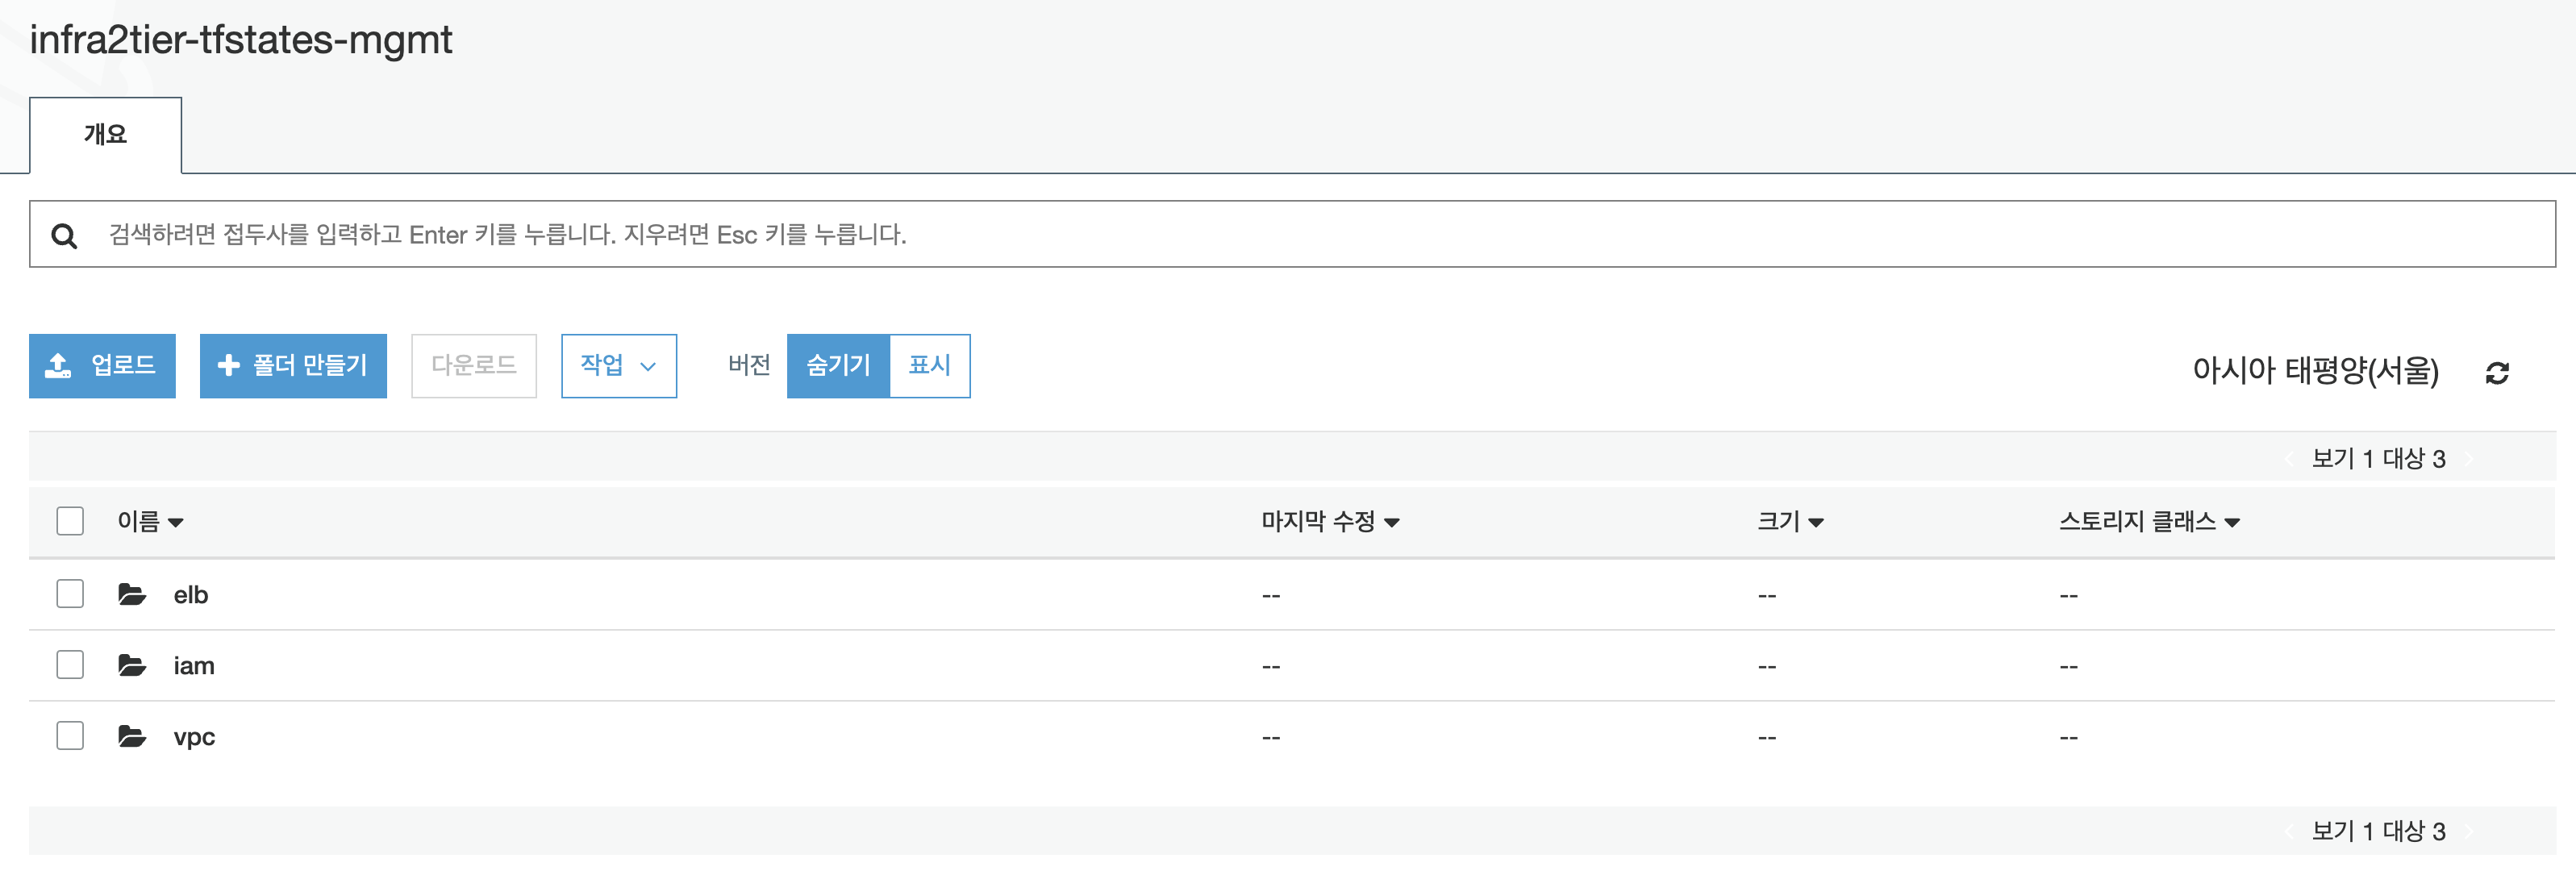 infra2tier-tfstates-mgmt
개요
검색하려면 접두사를 입력하고 Enter 키를 누릅니다. 지우려면 Esc 키를 누릅니다.
업로드 폴더 만들기 다운로드 작업 버전 숨기기 표시 아시아 태평양(서울)
보기 1 대상 3
이름 마지막 수정 크기 스토리지 클래스
elb -- -- --
iam -- -- --
vpc -- -- --
보기 1 대상 3